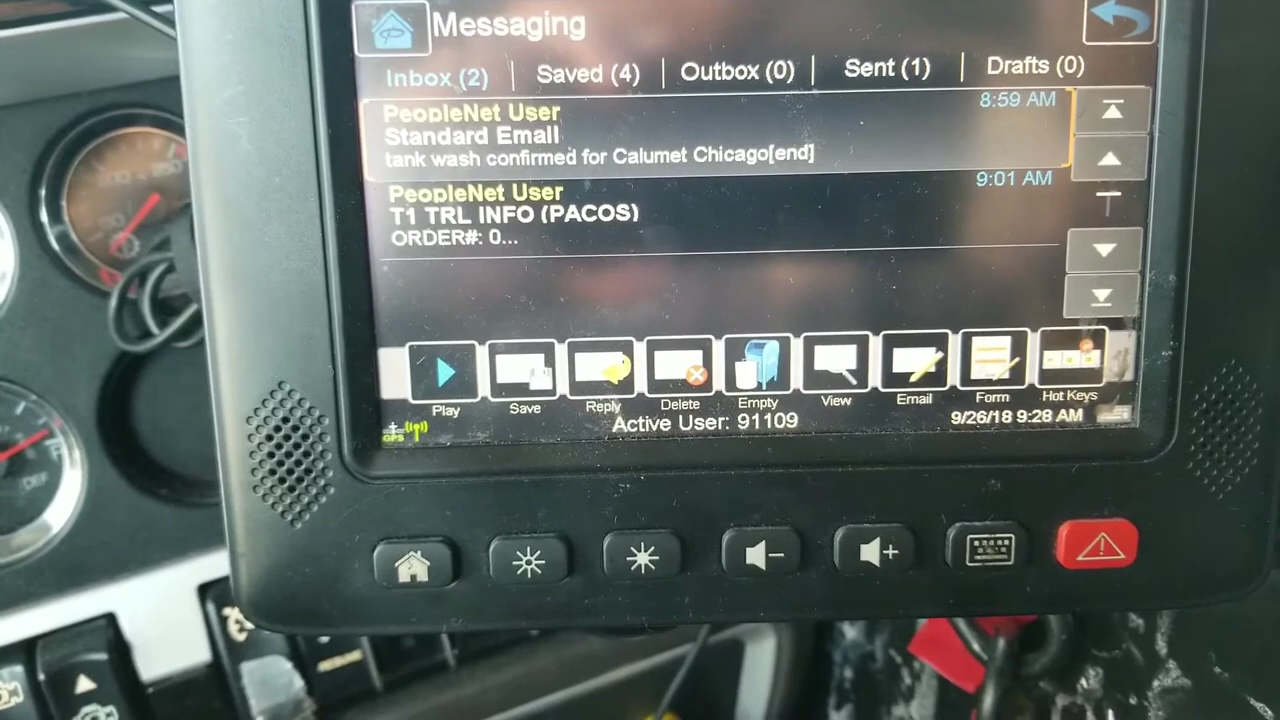 Messaging
Inbox (2)
Saved (4)
Outbox (0)
Sent (1)
Drafts (0)
PeopleNet User
8:59 AM
Standard Email
tank wash confirmed for Calumet Chicago[end]
PeopleNet User
9:01 AM
T1 TRL INFO (PACOS)
ORDER#: 0...
Play
Save
Reply
Delete
Empty
View
Email
Form
Hot Keys
GPS
Active User: 91109
9/26/18 9:28 AM